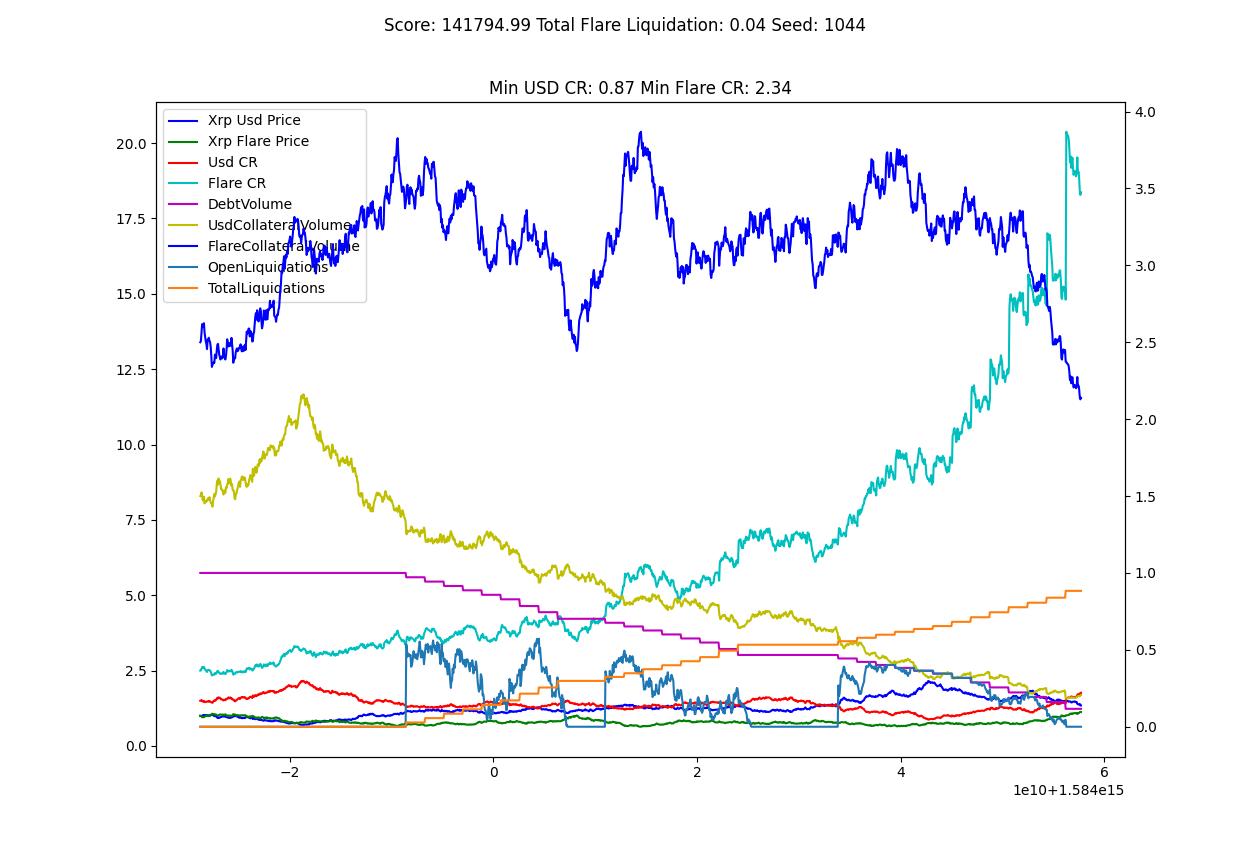 Score: 141794.99 Total Flare Liquidation: 0.04 Seed: 1044
Min USD CR: 0.87 Min Flare CR: 2.34
Xrp Usd Price
Xrp Flare Price
Usd CR
Flare CR
DebtVolume
UsdCollateralVolume
FlareCollateralVolume
OpenLiquidations
TotalLiquidations
20.0
17.5
15.0
12.5
10.0
7.5
5.0
2.5
0.0
4.0
3.5
3.0
2.5
2.0
1.5
1.0
0.5
0.0
−2 0 2 4 6
1e10+1.584e15